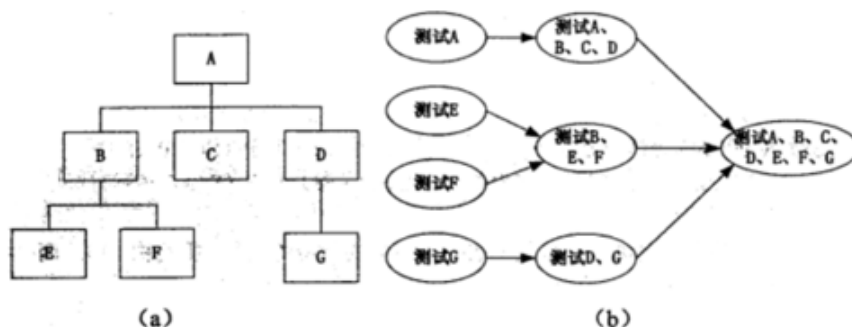 A
B
C
D
E
F
G
(a)
测试A
测试A、
B、C、D
测试E
测试B、
E、F
测试F
测试A、B、C、
D、E、F、G
测试G
测试D、G
(b)